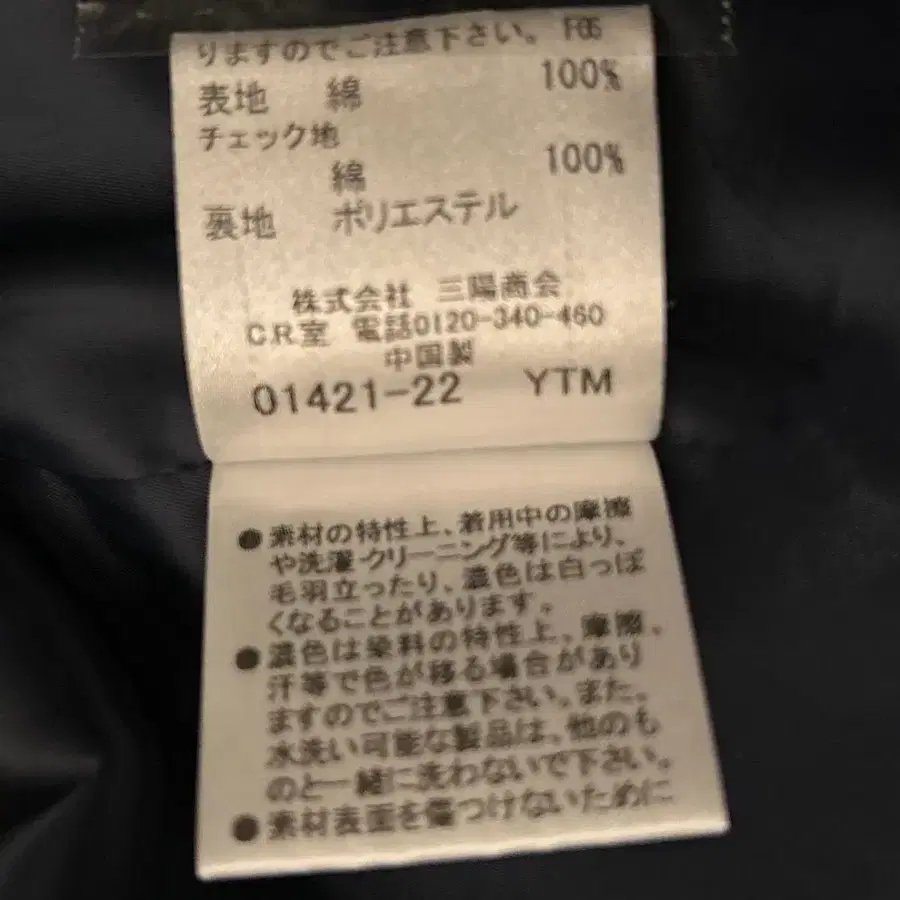 りますのでご注意下さい。 F06
表地 綿 100%
チェック地
綿 100%
裏地 ポリエステル
株式会社 三陽商会
C.R室 電話0120-340-460
中国製
01421-22 YTM
● 素材の特性上、着用中の摩擦
や洗濯・クリーニング等により、
毛羽立ったり、濃色は白っぽ
くなることがあります。
● 濃色は染料の特性上、摩擦、
汗等で色が移る場合があり
ますのでご注意下さい。また、
水洗い可能な製品は、他のも
のと一緒に洗わないで下さい。
● 素材表面を傷つけないために